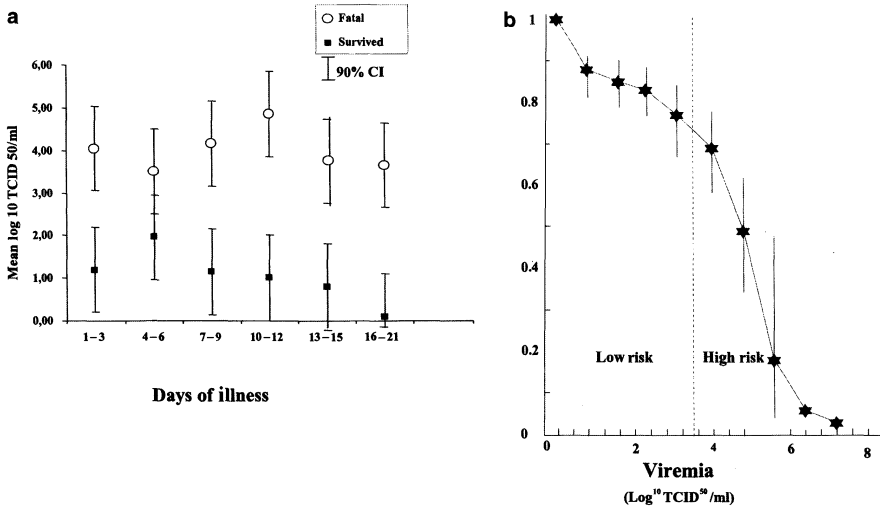 a
Fatal
Survived
90% CI
6,00
5,00
4,00
3,00
2,00
1,00
0,00
Mean log 10 TCID 50/ml
1–3 4–6 7–9 10–12 13–15 16–21
Days of illness
b
1
0.8
0.6
0.4
0.2
0
Low risk High risk
0 2 4 6 8
Viremia
(Log¹⁰ TCID⁵⁰/ml)